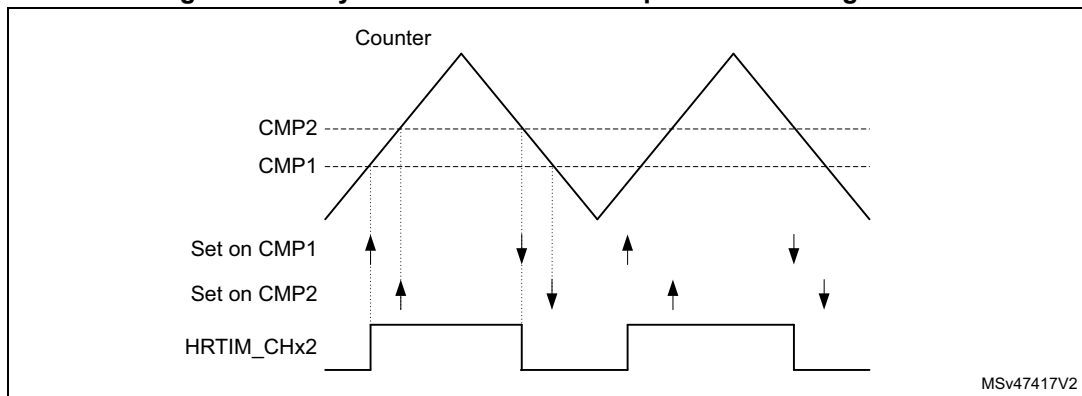 Counter
CMP2
CMP1
Set on CMP1
Set on CMP2
HRTIM_CHx2
MSv47417V2